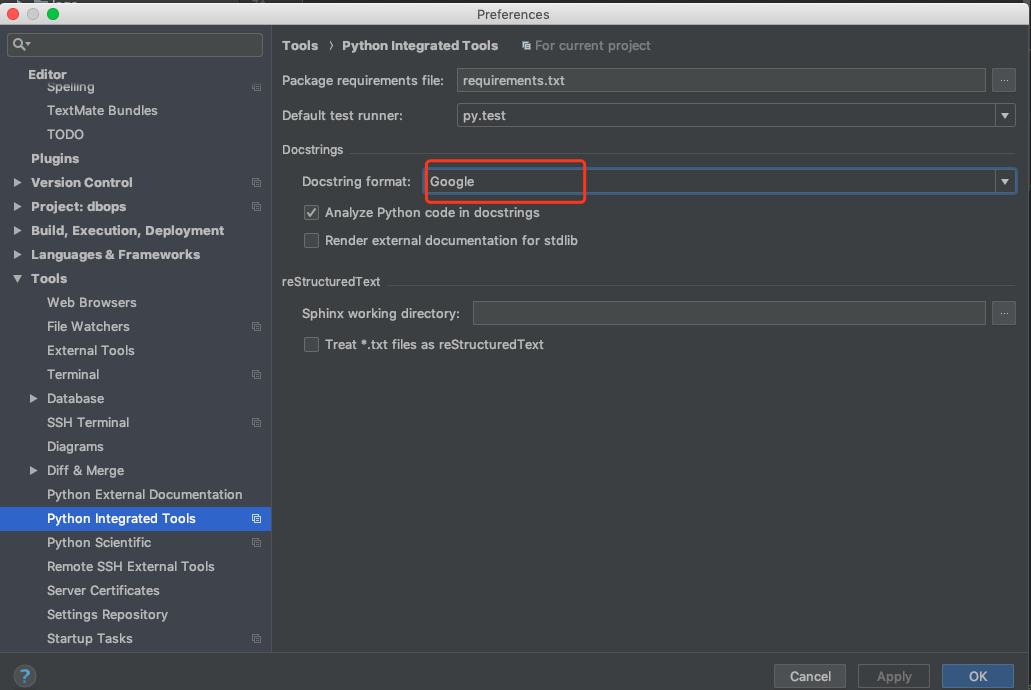 Preferences
Tools › Python Integrated Tools For current project
Editor
Spelling
TextMate Bundles
TODO
Plugins
Version Control
Project: dbops
Build, Execution, Deployment
Languages & Frameworks
Tools
Web Browsers
File Watchers
External Tools
Terminal
Database
SSH Terminal
Diagrams
Diff & Merge
Python External Documentation
Python Integrated Tools
Python Scientific
Remote SSH External Tools
Server Certificates
Settings Repository
Startup Tasks
Package requirements file: requirements.txt ...
Default test runner: py.test
Docstrings
Docstring format: Google
Analyze Python code in docstrings
Render external documentation for stdlib
reStructuredText
Sphinx working directory: ...
Treat *.txt files as reStructuredText
? Cancel Apply OK